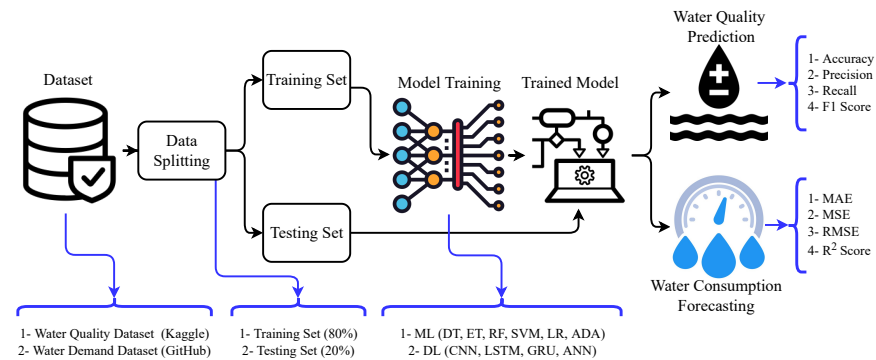 Dataset
Data
Splitting
Training Set
Testing Set
Model Training
Trained Model
Water Quality
Prediction
1- Accuracy
2- Precision
3- Recall
4- F1 Score
Water Consumption
Forecasting
1- MAE
2- MSE
3- RMSE
4- R² Score
1- Water Quality Dataset (Kaggle)
2- Water Demand Dataset (GitHub)
1- Training Set (80%)
2- Testing Set (20%)
1- ML (DT, ET, RF, SVM, LR, ADA)
2- DL (CNN, LSTM, GRU, ANN)